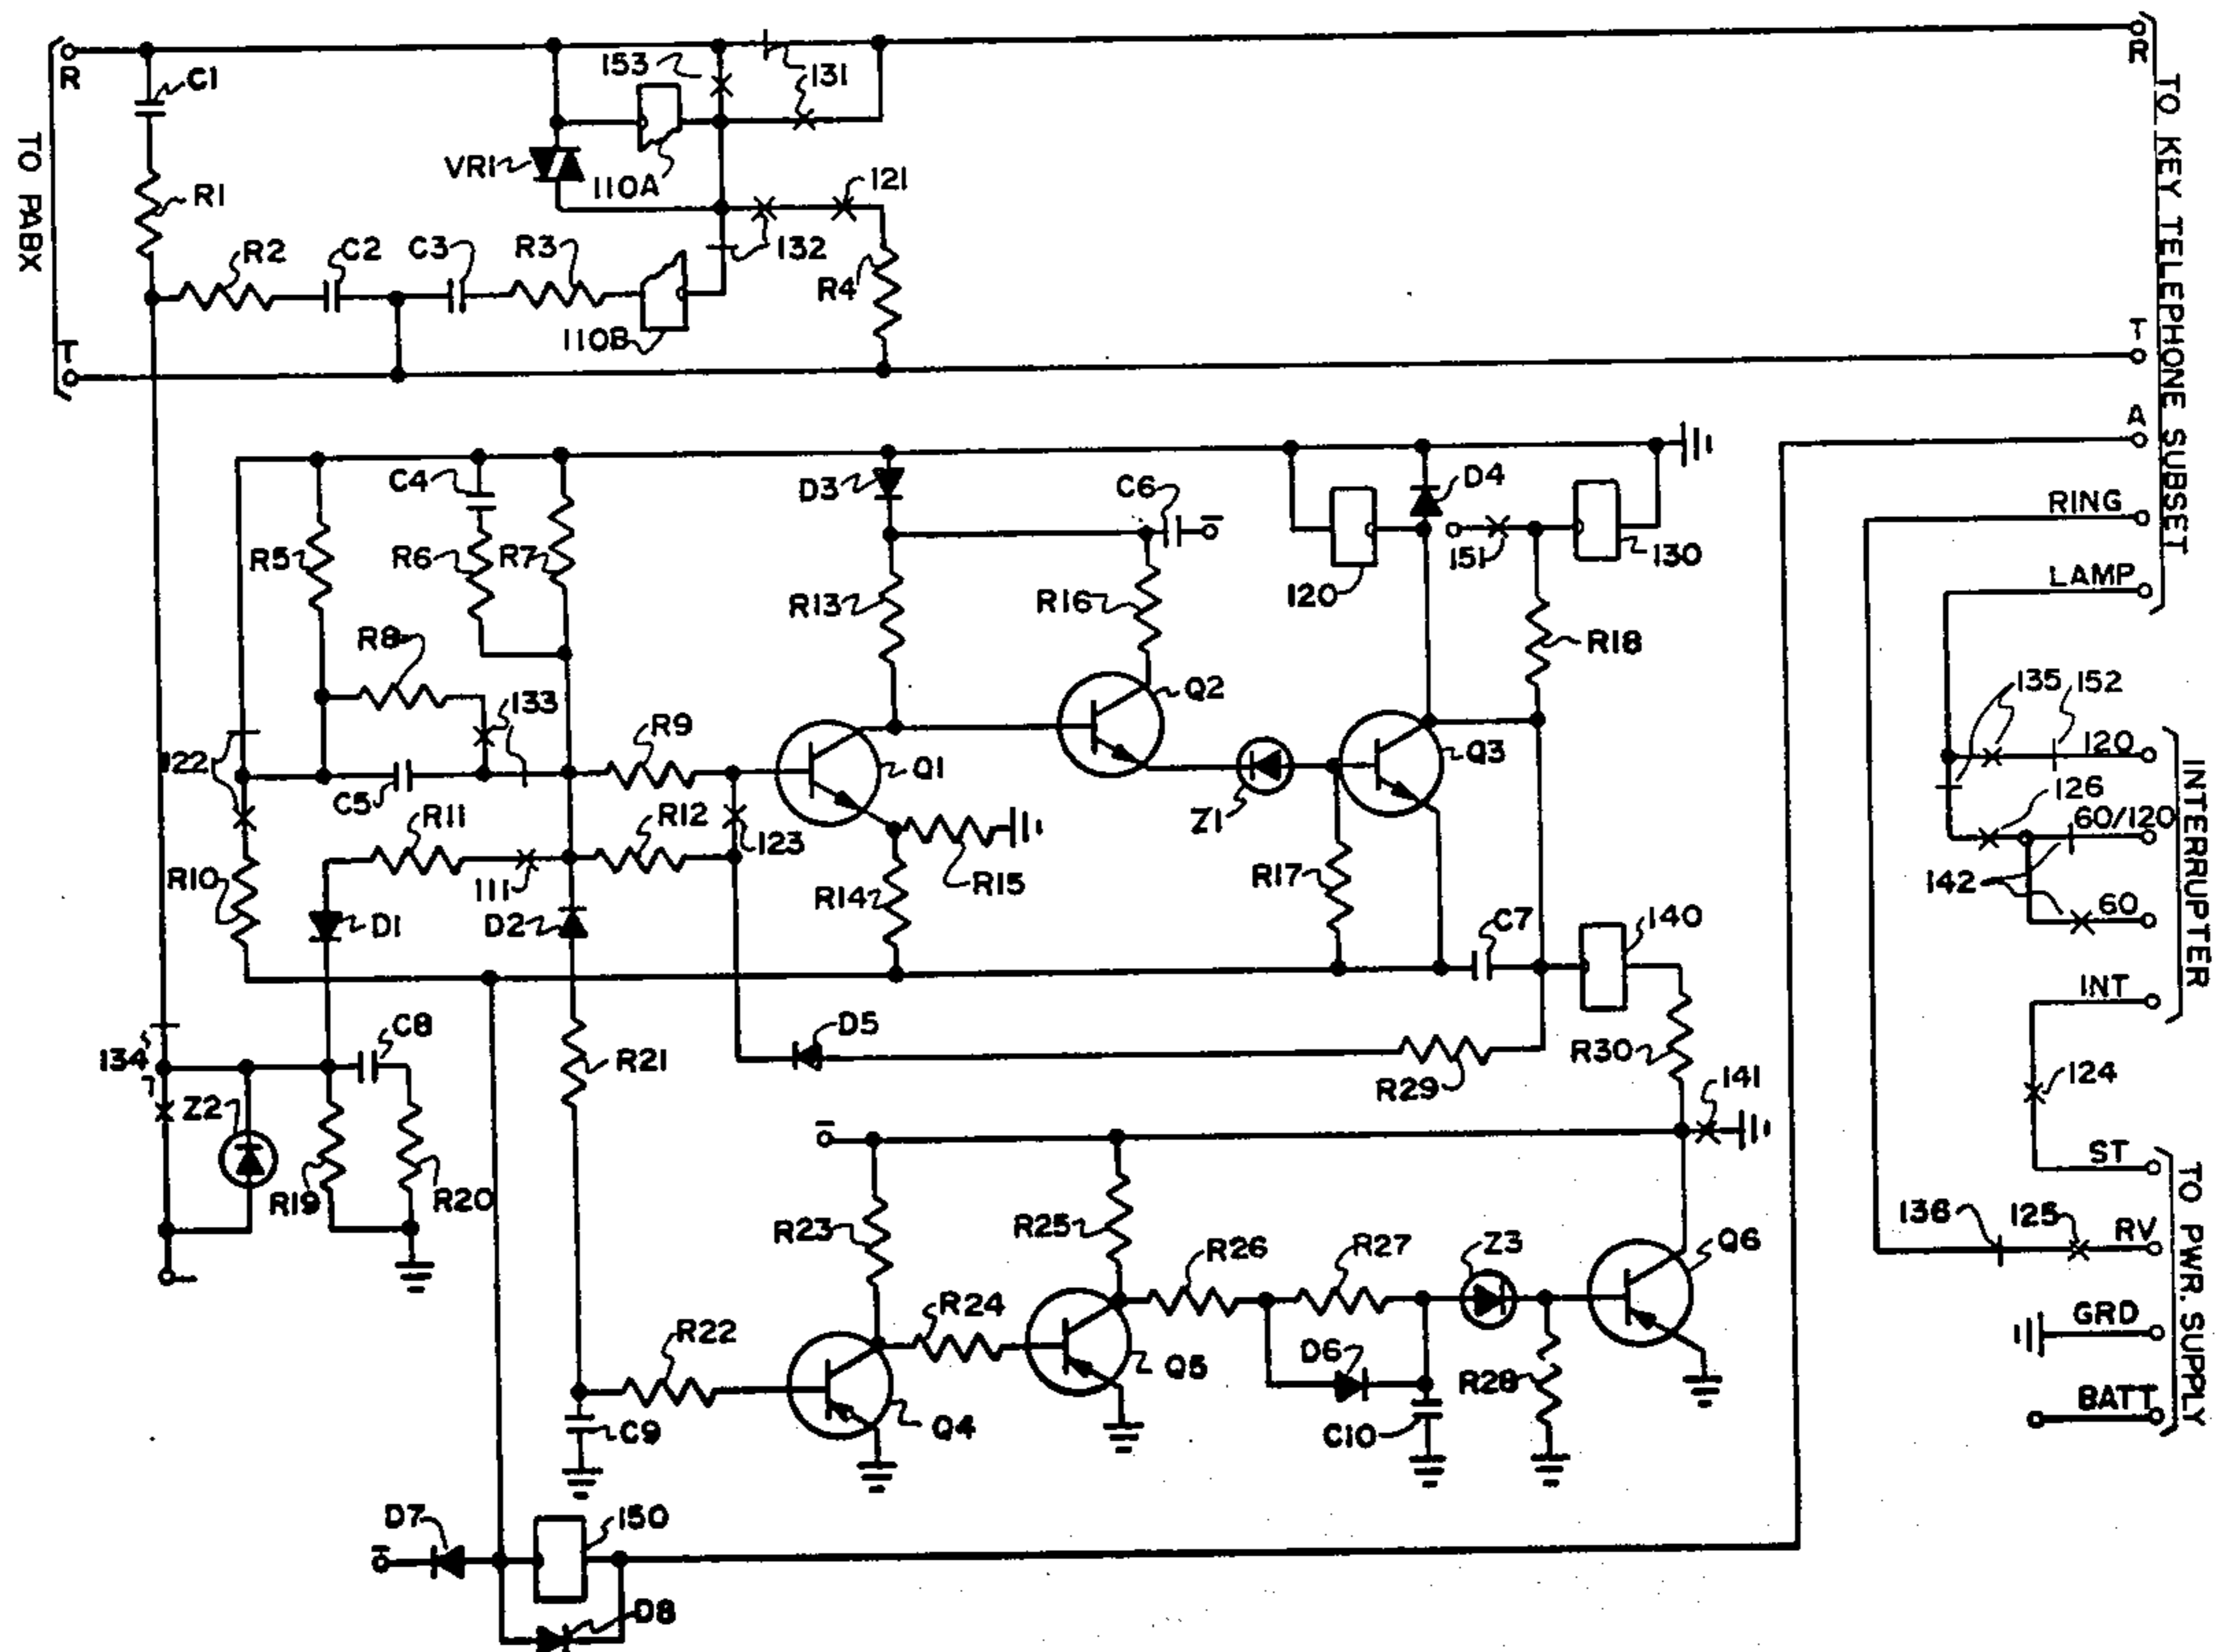 R
C1
153
131
R
TO PABX
VR1
110A
121
R1
R2
C2
C3
R3
132
R4
110B
T
T
TO KEY TELEPHONE SUBSET
A
C4
D3
C6
D4
RING
R5
R6
R7
151
130
120
LAMP
R13
R16
R18
R8
133
Q2
135
152
R9
122
120
Q1
Z1
Q3
C5
126
60/120
R11
R12
123
INTERRUPTER
R10
111
R15
R17
142
60
R14
D1
D2
C7
140
INT
C8
D5
134
R21
R30
R29
141
124
Z2
R19
R20
ST
R23
R25
R26
R27
Z3
Q6
136
125
RV
TO PWR. SUPPLY
R22
R24
Q5
D6
R28
GRD
Q4
C9
C10
BATT
D7
150
D8